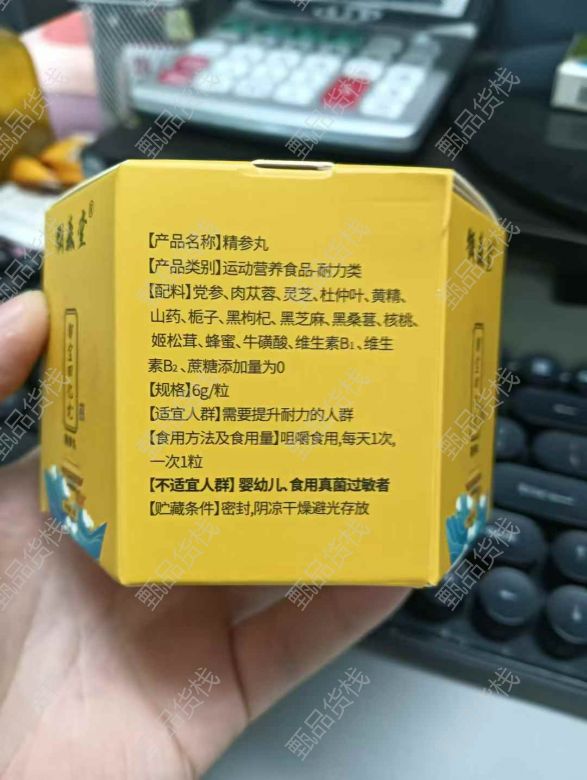 【产品名称】精参丸
【产品类别】运动营养食品-耐力类
【配料】党参、肉苁蓉、灵芝、杜仲叶、黄精、
山药、栀子、黑枸杞、黑芝麻、黑桑葚、核桃、
姬松茸、蜂蜜、牛磺酸、维生素B₁、维生
素B₂、蔗糖添加量为0
【规格】6g/粒
【适宜人群】需要提升耐力的人群
【食用方法及食用量】咀嚼食用,每天1次,
一次1粒
【不适宜人群】婴幼儿、食用真菌过敏者
【贮藏条件】密封,阴凉干燥避光存放
甄品货栈